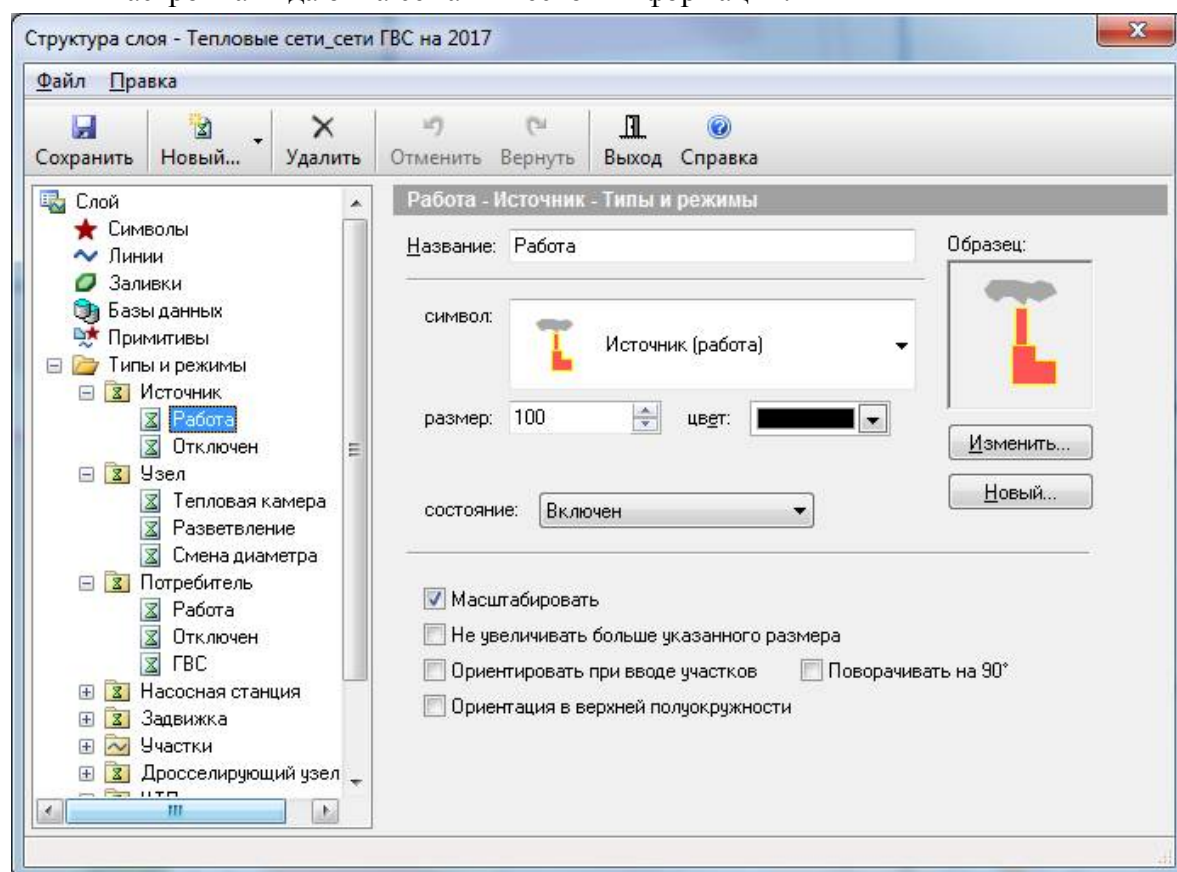 Структура слоя - Тепловые сети_сети ГВС на 2017
Файл Правка
Сохранить Новый... Удалить Отменить Вернуть Выход Справка
Слой
Символы
Линии
Заливки
Базы данных
Примитивы
Типы и режимы
Источник
Работа
Отключен
Узел
Тепловая камера
Разветвление
Смена диаметра
Потребитель
Работа
Отключен
ГВС
Насосная станция
Задвижка
Участки
Дросселирующий узел
Работа - Источник - Типы и режимы
Название: Работа
Образец:
символ: Источник (работа)
размер: 100 цвет:
Изменить...
Новый...
состояние: Включен
Масштабировать
Не увеличивать больше указанного размера
Ориентировать при вводе участков Поворачивать на 90°
Ориентация в верхней полуокружности